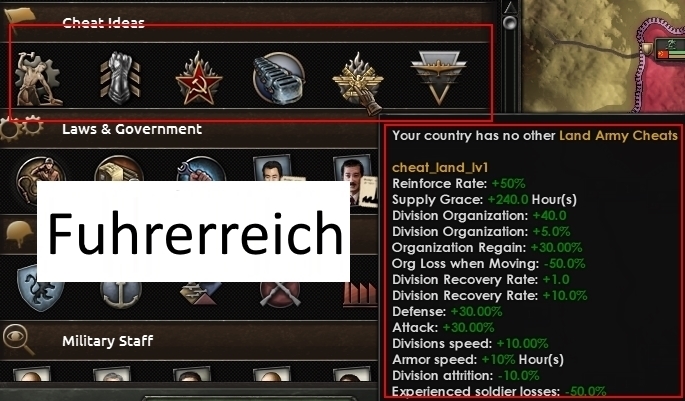 Cheat Ideas
Laws & Government
Fuhrerreich
Military Staff
Your country has no other Land Army Cheats
cheat_land_lv1
Reinforce Rate: +50%
Supply Grace: +240.0 Hour(s)
Division Organization: +40.0
Division Organization: +5.0%
Organization Regain: +30.00%
Org Loss when Moving: -50.0%
Division Recovery Rate: +1.0
Division Recovery Rate: +10.0%
Defense: +30.00%
Attack: +30.00%
Divisions speed: +10.00%
Armor speed: +10% Hour(s)
Division attrition: -10.0%
Experienced soldier losses: -50.0%